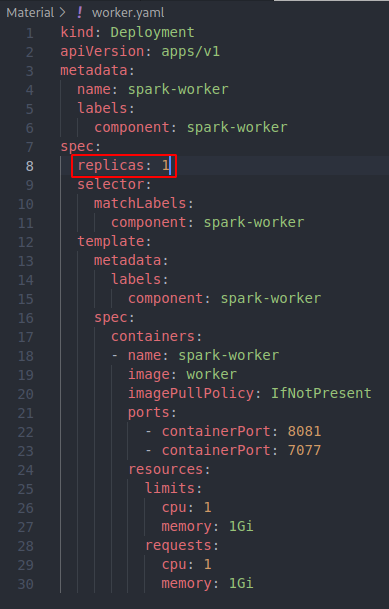 Material > ! worker.yaml
1 kind: Deployment
2 apiVersion: apps/v1
3 metadata:
4   name: spark-worker
5   labels:
6     component: spark-worker
7 spec:
8   replicas: 1
9   selector:
10     matchLabels:
11       component: spark-worker
12   template:
13     metadata:
14       labels:
15         component: spark-worker
16     spec:
17       containers:
18       - name: spark-worker
19         image: worker
20         imagePullPolicy: IfNotPresent
21         ports:
22           - containerPort: 8081
23           - containerPort: 7077
24         resources:
25           limits:
26             cpu: 1
27             memory: 1Gi
28           requests:
29             cpu: 1
30             memory: 1Gi